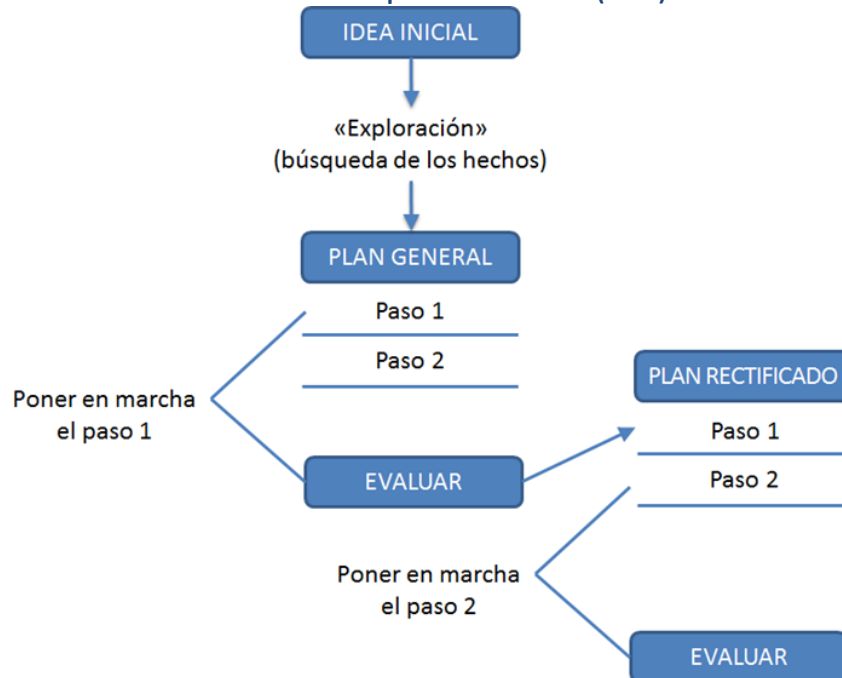 IDEA INICIAL
«Exploración»
(búsqueda de los hechos)
PLAN GENERAL
Paso 1
Paso 2
Poner en marcha
el paso 1
EVALUAR
PLAN RECTIFICADO
Paso 1
Paso 2
Poner en marcha
el paso 2
EVALUAR